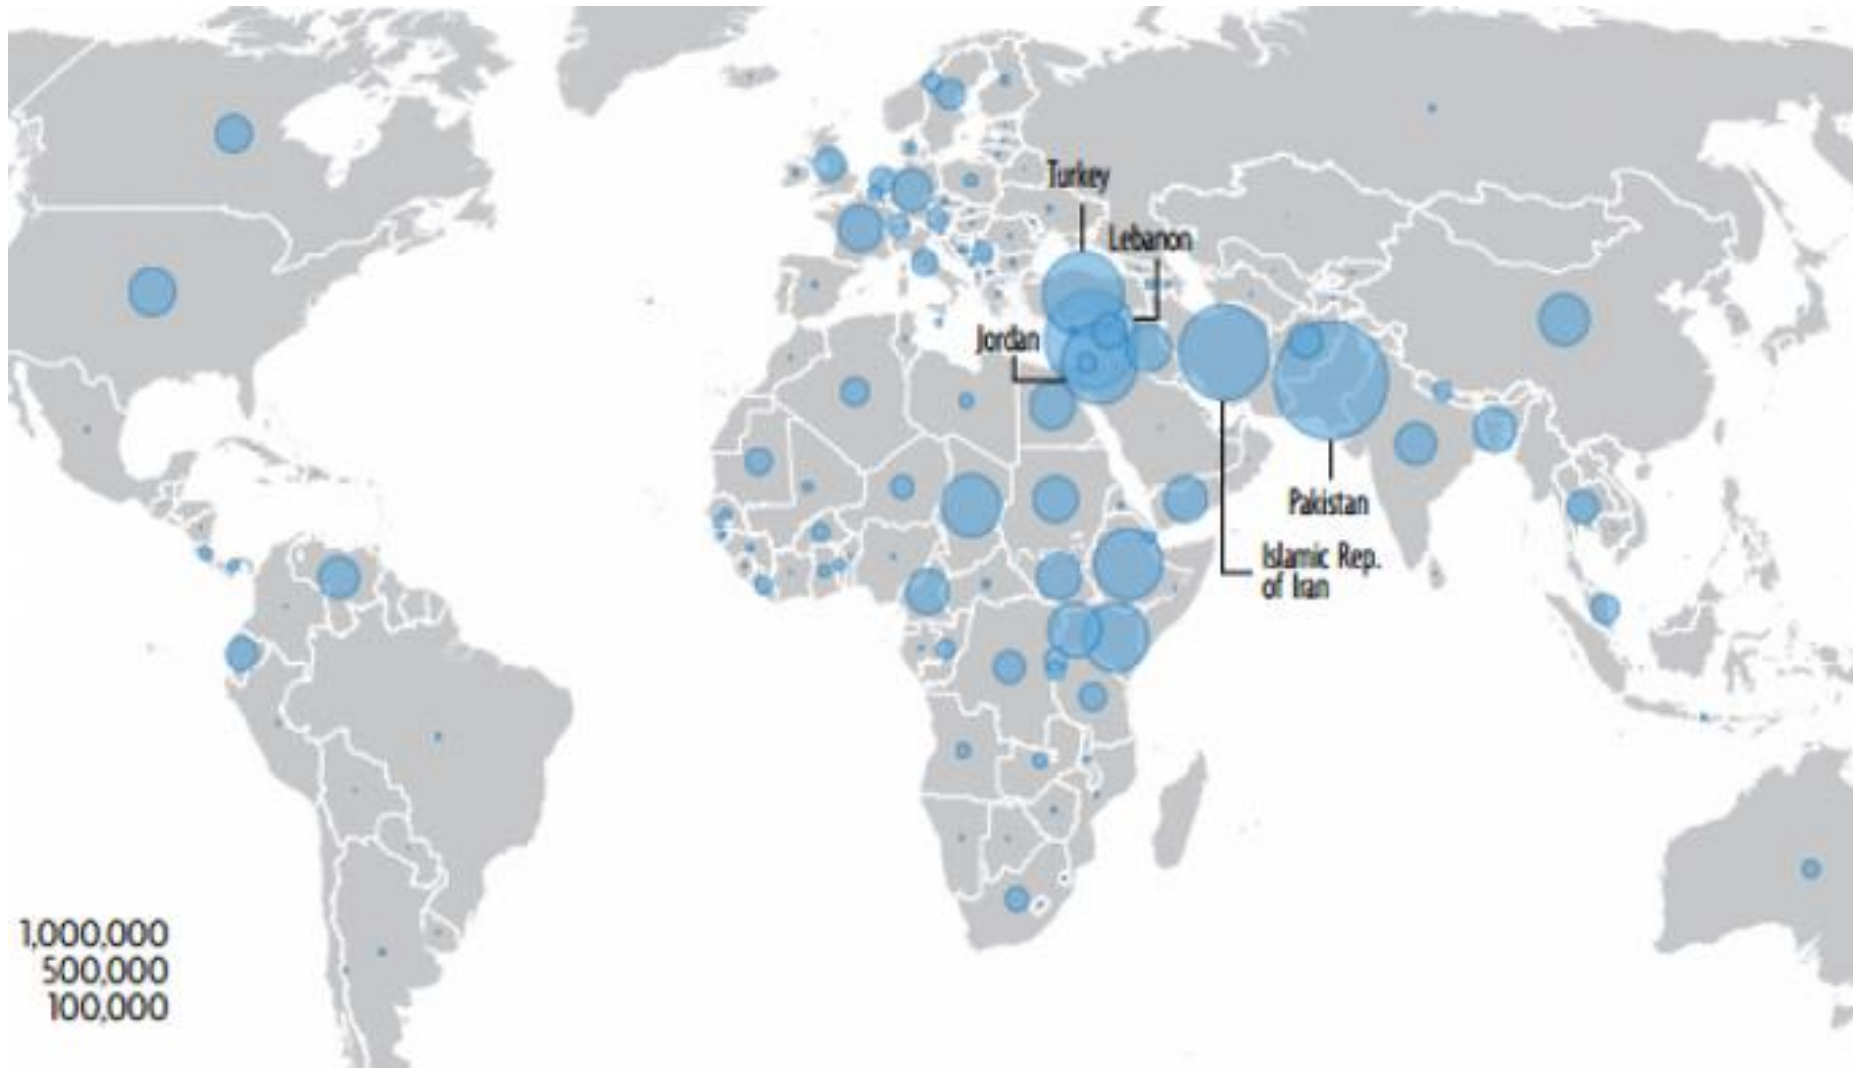 Turkey
Lebanon
Jordan
Pakistan
Islamic Rep.
of Iran
1,000,000
500,000
100,000